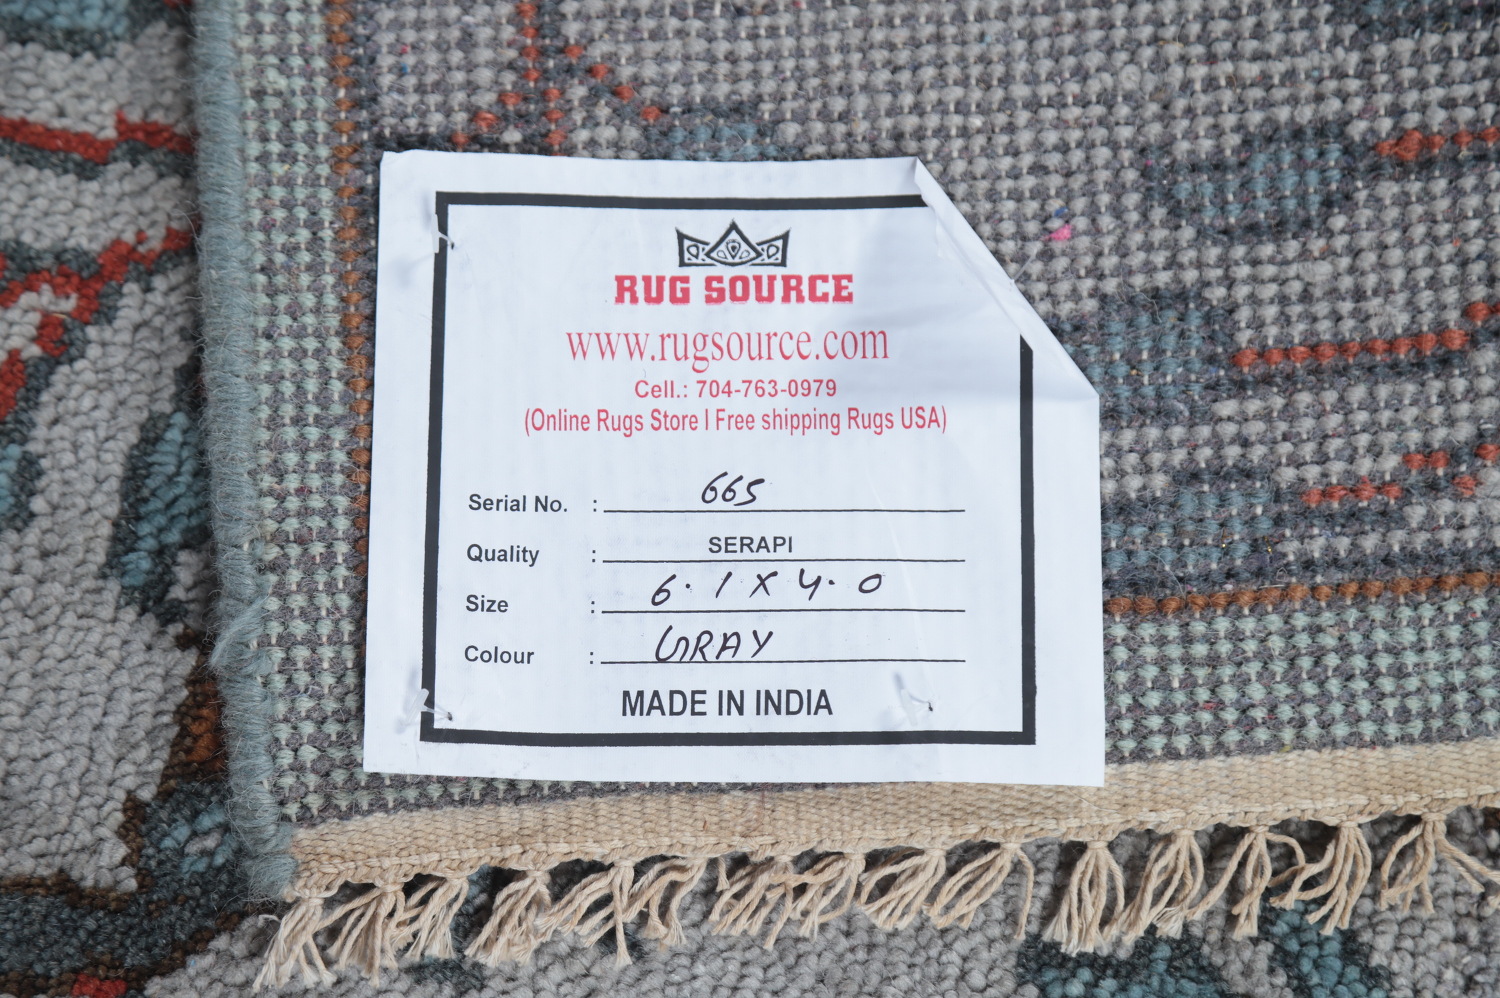 RUG SOURCE
www.rugsource.com
Cell.: 704-763-0979
(Online Rugs Store I Free shipping Rugs USA)
Serial No. : 665
Quality : SERAPI
Size : 6.1 X 4.0
Colour : GRAY
MADE IN INDIA